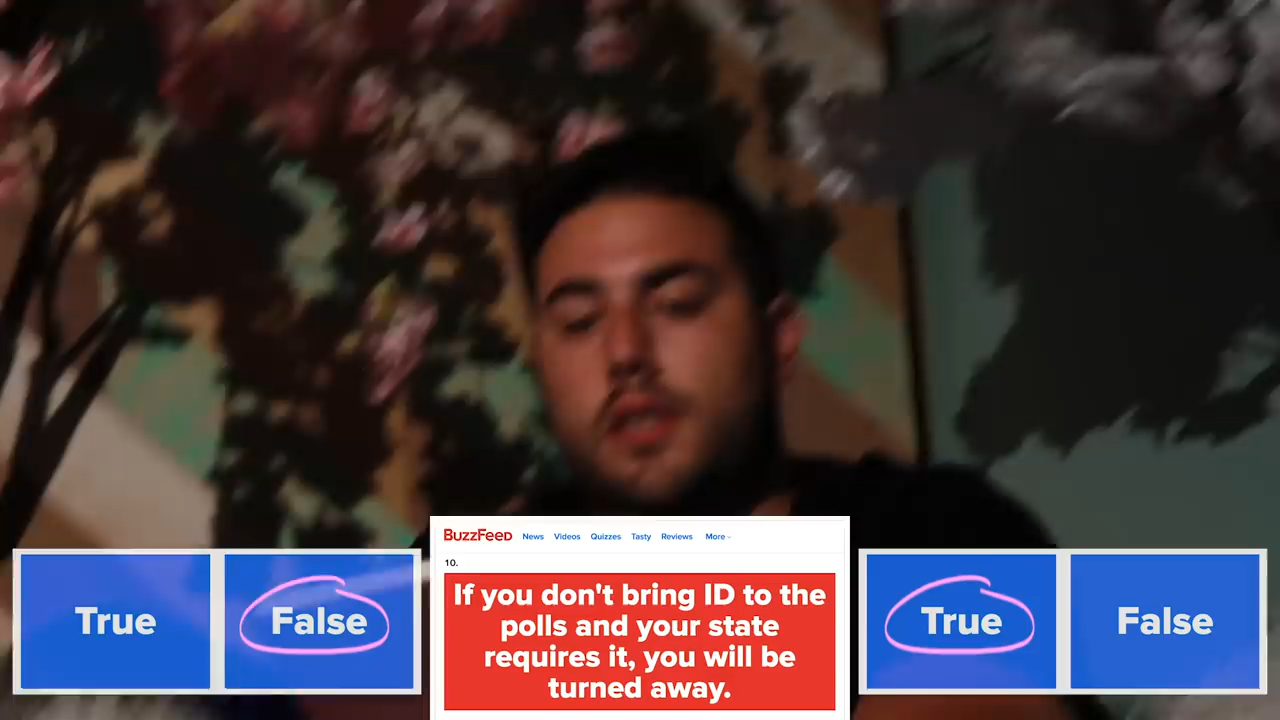 BuzzFeed News Videos Quizzes Tasty Reviews More
10.
If you don't bring ID to the
polls and your state
requires it, you will be
turned away.
True False
True False